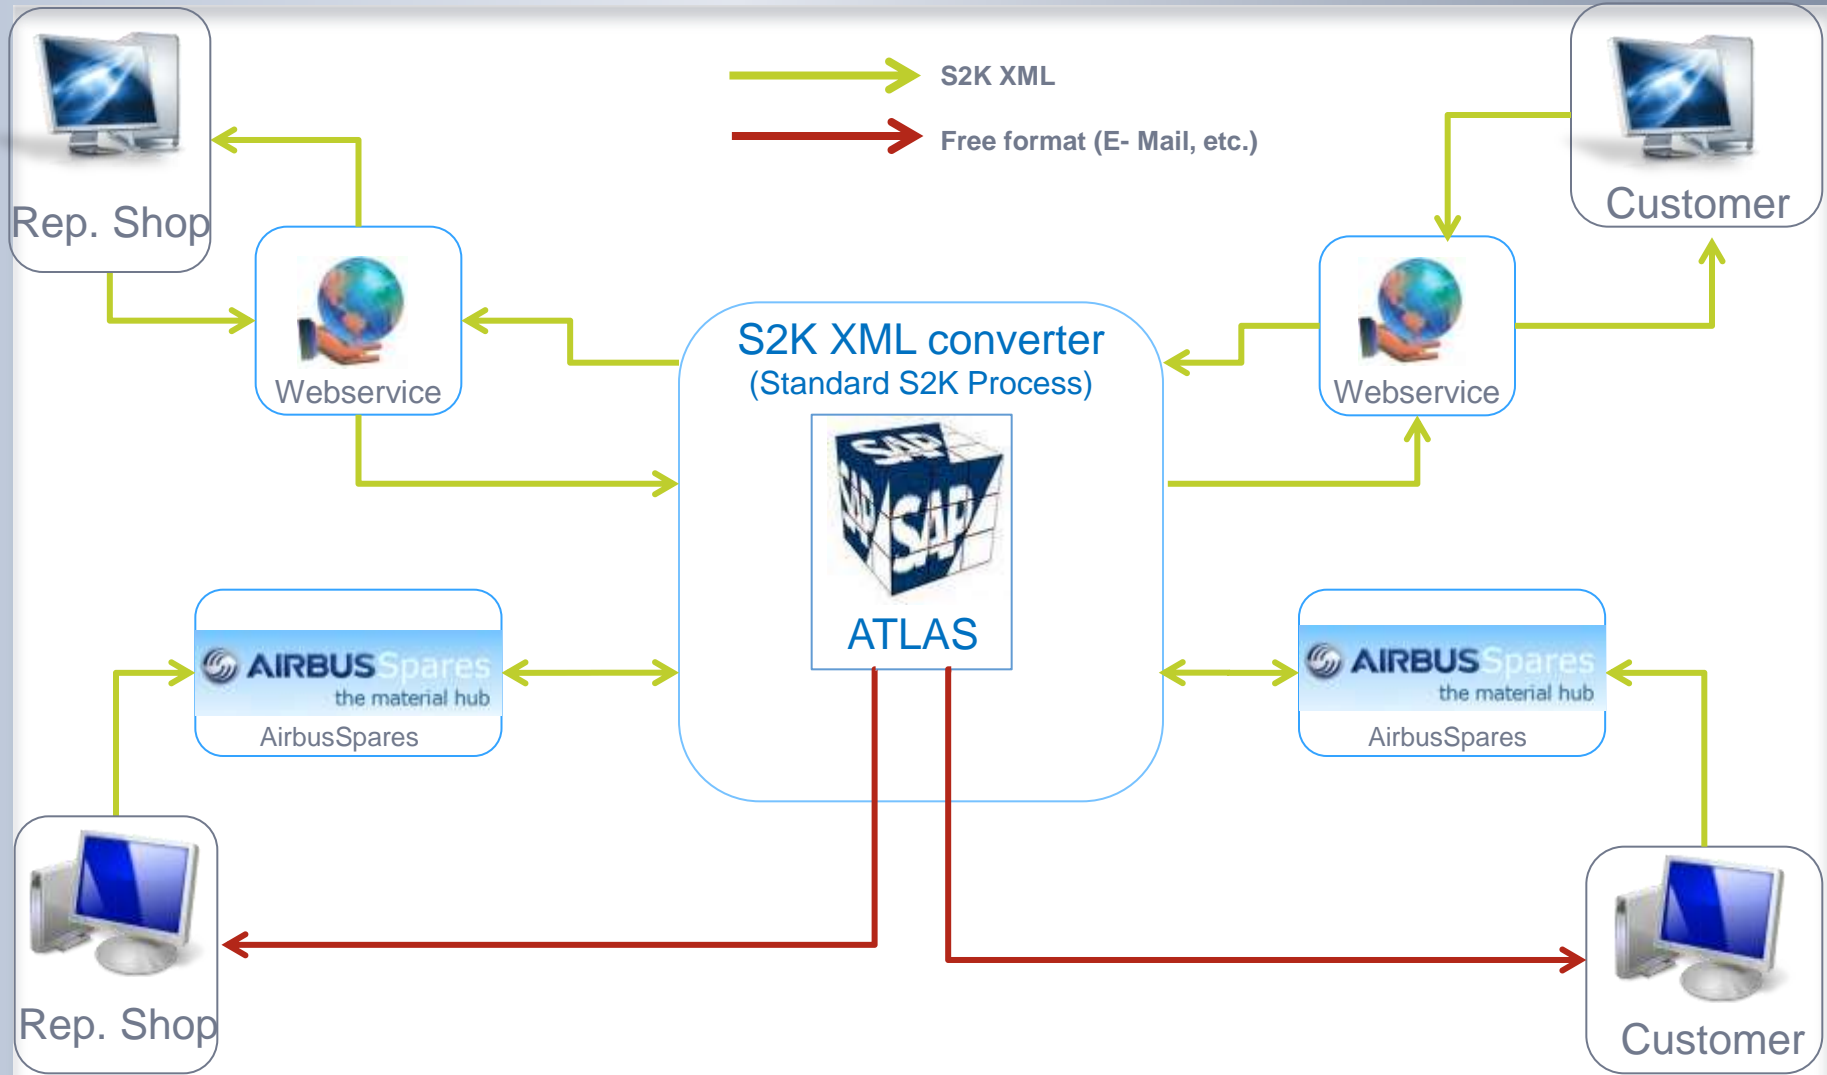 S2K XML
Free format (E- Mail, etc.)
Rep. Shop
Customer
Webservice
Webservice
S2K XML converter
(Standard S2K Process)
SAP
SAP
SAP
ATLAS
AIRBUS Spares
the material hub
AirbusSpares
AIRBUS Spares
the material hub
AirbusSpares
Rep. Shop
Customer